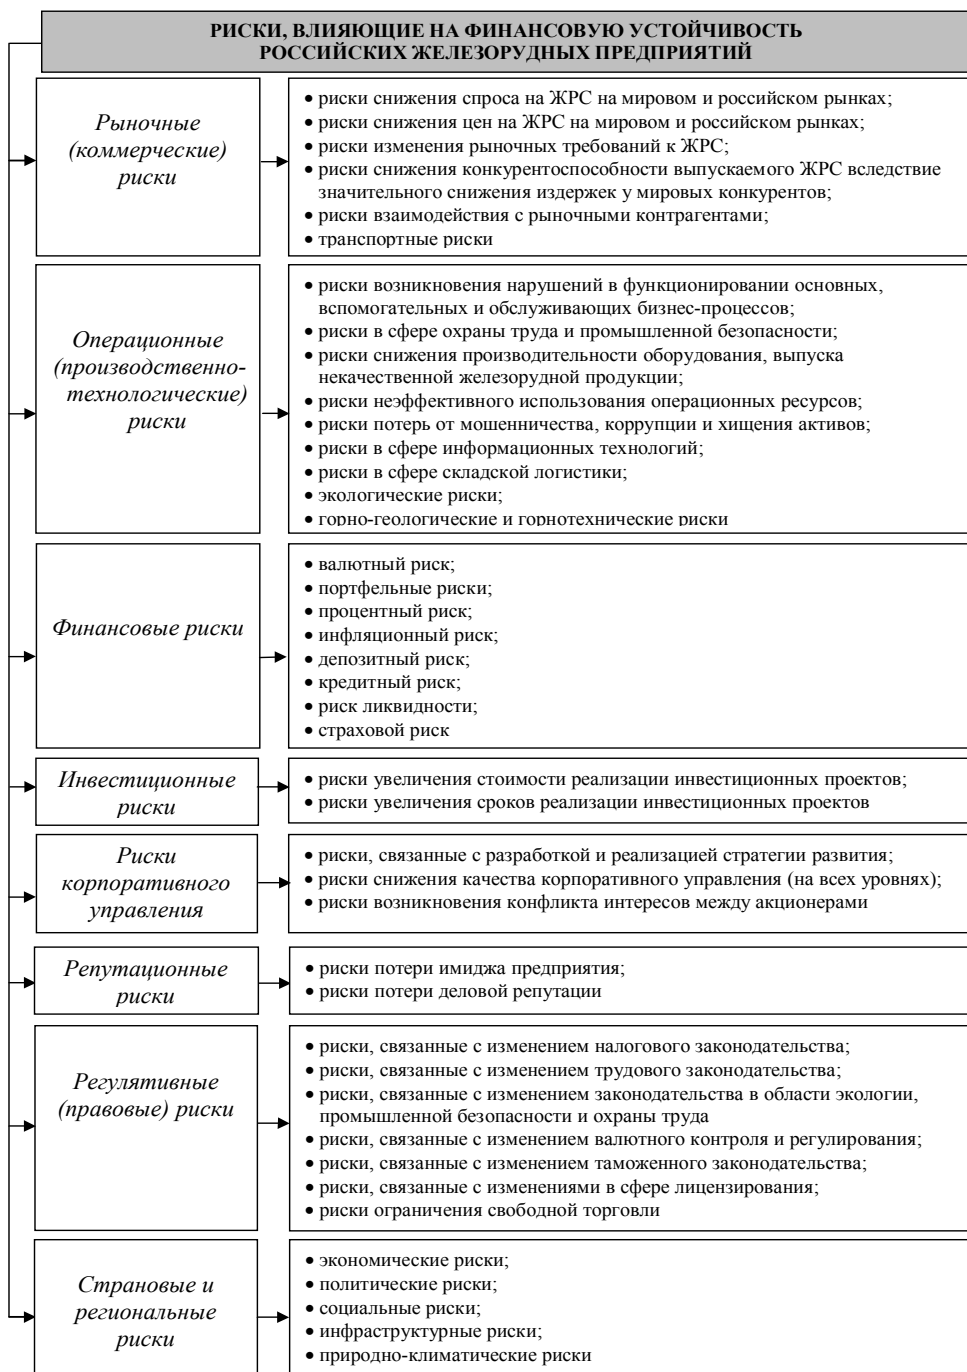 РИСКИ, ВЛИЯЮЩИЕ НА ФИНАНСОВУЮ УСТОЙЧИВОСТЬ
РОССИЙСКИХ ЖЕЛЕЗОРУДНЫХ ПРЕДПРИЯТИЙ
Рыночные
(коммерческие)
риски
• риски снижения спроса на ЖРС на мировом и российском рынках;
• риски снижения цен на ЖРС на мировом и российском рынках;
• риски изменения рыночных требований к ЖРС;
• риски снижения конкурентоспособности выпускаемого ЖРС вследствие
значительного снижения издержек у мировых конкурентов;
• риски взаимодействия с рыночными контрагентами;
• транспортные риски
Операционные
(производственно-
технологические)
риски
• риски возникновения нарушений в функционировании основных,
вспомогательных и обслуживающих бизнес-процессов;
• риски в сфере охраны труда и промышленной безопасности;
• риски снижения производительности оборудования, выпуска
некачественной железорудной продукции;
• риски неэффективного использования операционных ресурсов;
• риски потерь от мошенничества, коррупции и хищения активов;
• риски в сфере информационных технологий;
• риски в сфере складской логистики;
• экологические риски;
• горно-геологические и горнотехнические риски
Финансовые риски
• валютный риск;
• портфельные риски;
• процентный риск;
• инфляционный риск;
• депозитный риск;
• кредитный риск;
• риск ликвидности;
• страховой риск
Инвестиционные
риски
• риски увеличения стоимости реализации инвестиционных проектов;
• риски увеличения сроков реализации инвестиционных проектов
Риски
корпоративного
управления
• риски, связанные с разработкой и реализацией стратегии развития;
• риски снижения качества корпоративного управления (на всех уровнях);
• риски возникновения конфликта интересов между акционерами
Репутационные
риски
• риски потери имиджа предприятия;
• риски потери деловой репутации
Регулятивные
(правовые) риски
• риски, связанные с изменением налогового законодательства;
• риски, связанные с изменением трудового законодательства;
• риски, связанные с изменением законодательства в области экологии,
промышленной безопасности и охраны труда
• риски, связанные с изменением валютного контроля и регулирования;
• риски, связанные с изменением таможенного законодательства;
• риски, связанные с изменениями в сфере лицензирования;
• риски ограничения свободной торговли
Страновые и
региональные
риски
• экономические риски;
• политические риски;
• социальные риски;
• инфраструктурные риски;
• природно-климатические риски